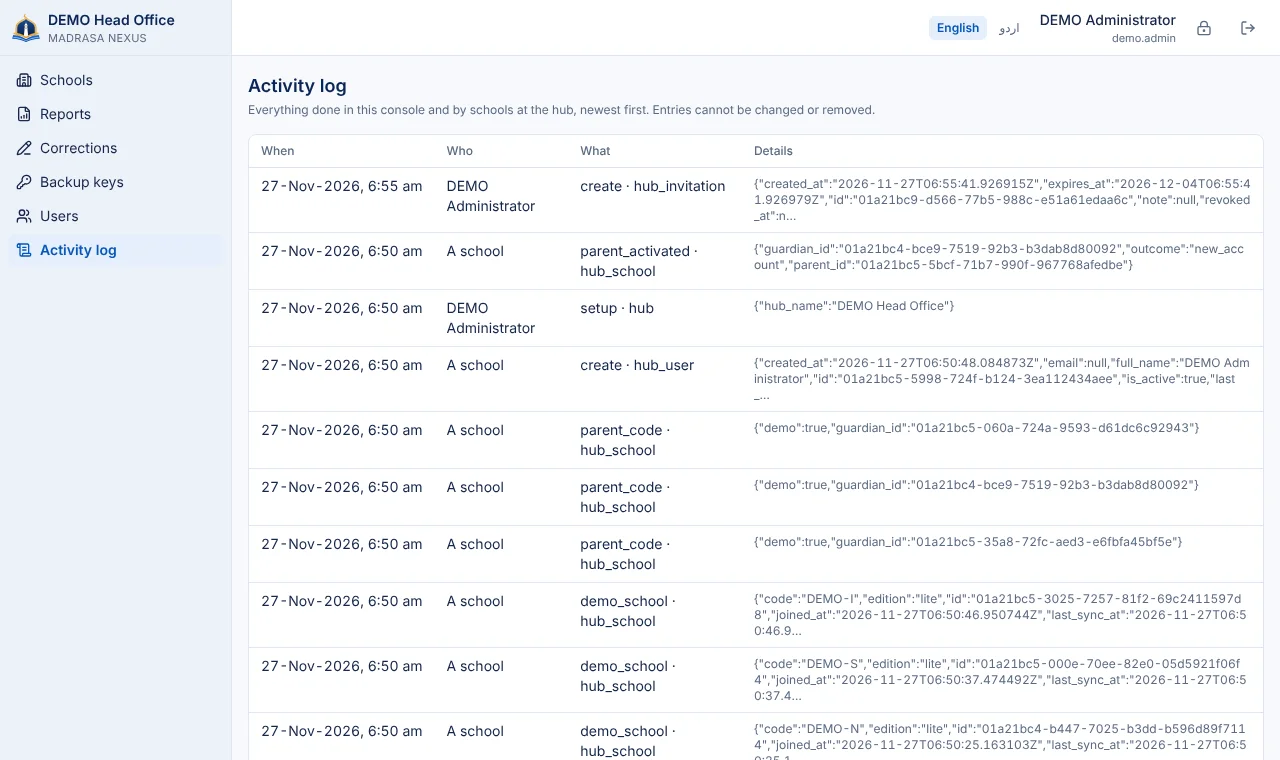 DEMO Head Office
MADRASA NEXUS
English
اردو
DEMO Administrator
demo.admin
Schools
Reports
Corrections
Backup keys
Users
Activity log
Activity log
Everything done in this console and by schools at the hub, newest first. Entries cannot be changed or removed.
When Who What Details
27-Nov-2026, 6:55 am
DEMO
Administrator
create · hub_invitation
{"created_at":"2026-11-27T06:55:41.926915Z","expires_at":"2026-12-04T06:55:4
1.926979Z","id":"01a21bc9-d566-77b5-988c-e51a61edaa6c","note":null,"revoked
_at":n...
27-Nov-2026, 6:50 am
A school
parent_activated ·
hub_school
{"guardian_id":"01a21bc4-bce9-7519-92b3-b3dab8d80092","outcome":"new_acc
ount","parent_id":"01a21bc5-5bcf-71b7-990f-967768afedbe"}
27-Nov-2026, 6:50 am
DEMO
Administrator
setup · hub
{"hub_name":"DEMO Head Office"}
27-Nov-2026, 6:50 am
A school
create · hub_user
{"created_at":"2026-11-27T06:50:48.084873Z","email":null,"full_name":"DEMO Adm
inistrator","id":"01a21bc5-5998-724f-b124-3ea112434aee","is_active":true,"last
_...
27-Nov-2026, 6:50 am
A school
parent_code ·
hub_school
{"demo":true,"guardian_id":"01a21bc5-060a-724a-9593-d61dc6c92943"}
27-Nov-2026, 6:50 am
A school
parent_code ·
hub_school
{"demo":true,"guardian_id":"01a21bc4-bce9-7519-92b3-b3dab8d80092"}
27-Nov-2026, 6:50 am
A school
parent_code ·
hub_school
{"demo":true,"guardian_id":"01a21bc5-35a8-72fc-aed3-e6fbfa45bf5e"}
27-Nov-2026, 6:50 am
A school
demo_school ·
hub_school
{"code":"DEMO-I","edition":"lite","id":"01a21bc5-3025-7257-81f2-69c2411597d
8","joined_at":"2026-11-27T06:50:46.950744Z","last_sync_at":"2026-11-27T06:5
0:46.9...
27-Nov-2026, 6:50 am
A school
demo_school ·
hub_school
{"code":"DEMO-S","edition":"lite","id":"01a21bc5-000e-70ee-82e0-05d5921f06f
4","joined_at":"2026-11-27T06:50:37.474492Z","last_sync_at":"2026-11-27T06:5
0:37.4...
27-Nov-2026, 6:50 am
A school
demo_school ·
hub_school
{"code":"DEMO-N","edition":"lite","id":"01a21bc4-b447-7025-b3dd-b596d89f711
4","joined_at":"2026-11-27T06:50:25.163103Z","last_sync_at":"2026-11-27T06:5